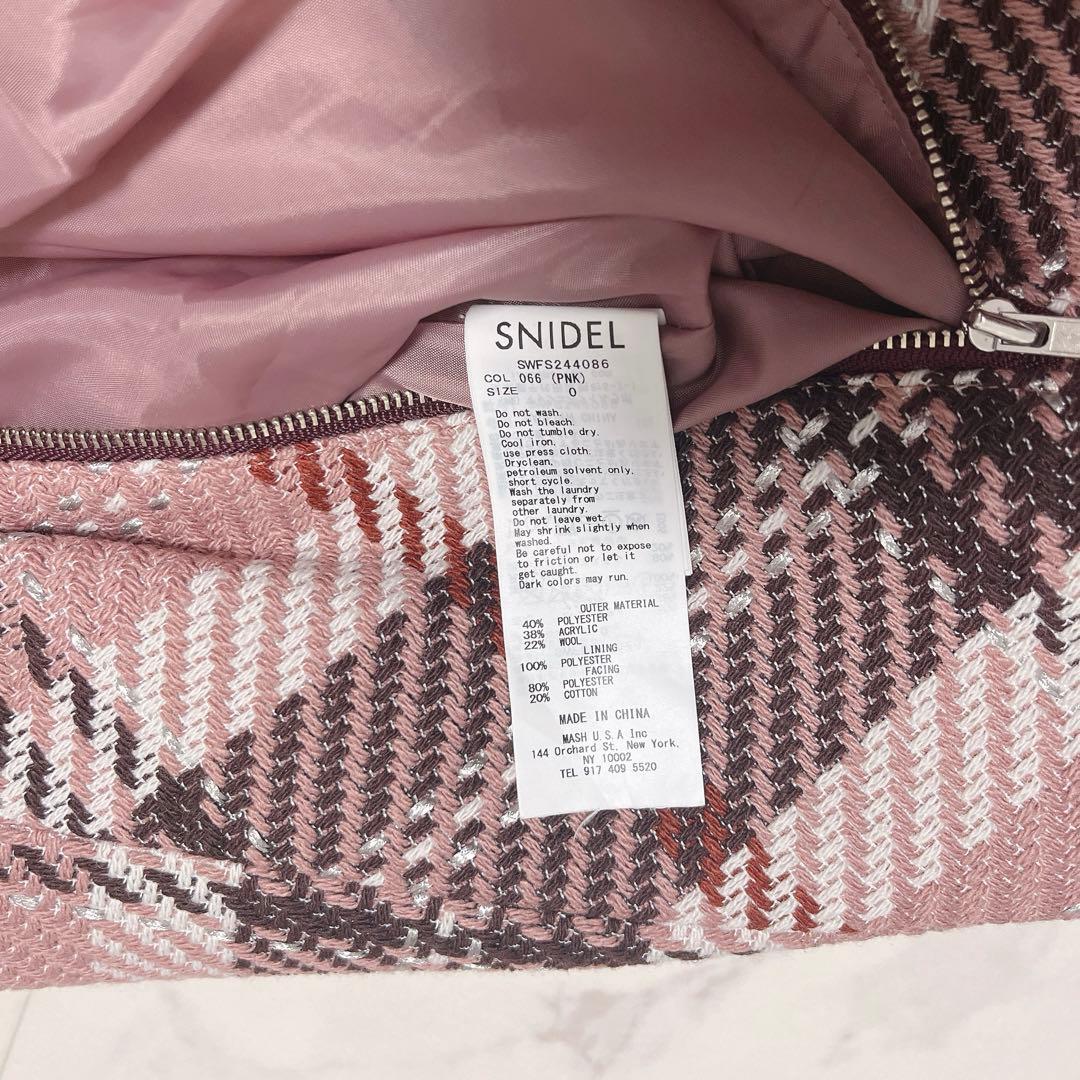 SNIDEL
SWFS244086
COL 066 (PNK)
SIZE 0
Do not wash.
Do not bleach.
Do not tumble dry.
Cool iron,
use press cloth.
Dryclean,
petroleum solvent only,
short cycle.
Wash the laundry
separately from
other laundry.
Do not leave wet.
May shrink slightly when
washed.
Be careful not to expose
to friction or let it
get caught.
Dark colors may run.
OUTER MATERIAL
40% POLYESTER
38% ACRYLIC
22% WOOL
LINING
100% POLYESTER
FACING
80% POLYESTER
20% COTTON
MADE IN CHINA
MASH U.S.A Inc
144 Orchard St. New York,
NY 10002
TEL 917 409 5520